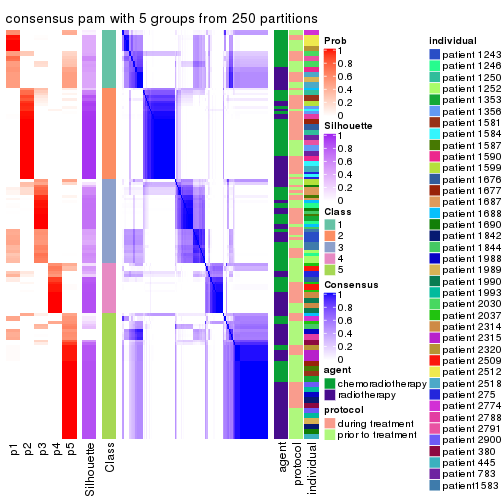 consensus pam with 5 groups from 250 partitions
p1
p2
p3
p4
p5
Silhouette
Class
agent
protocol
individual
Prob
1
0.8
0.6
0.4
0.2
0
Silhouette
1
0.8
0.6
0.4
0.2
0
Class
1
2
3
4
5
Consensus
1
0.8
0.6
0.4
0.2
0
agent
chemoradiotherapy
radiotherapy
protocol
during treatment
prior to treatment
individual
patient 1243
patient 1246
patient 1250
patient 1252
patient 1353
patient 1356
patient 1581
patient 1584
patient 1587
patient 1590
patient 1599
patient 1676
patient 1677
patient 1687
patient 1688
patient 1690
patient 1842
patient 1844
patient 1988
patient 1989
patient 1990
patient 1993
patient 2030
patient 2037
patient 2314
patient 2315
patient 2320
patient 2509
patient 2512
patient 2518
patient 275
patient 2774
patient 2788
patient 2791
patient 2900
patient 380
patient 445
patient 783
patient1583